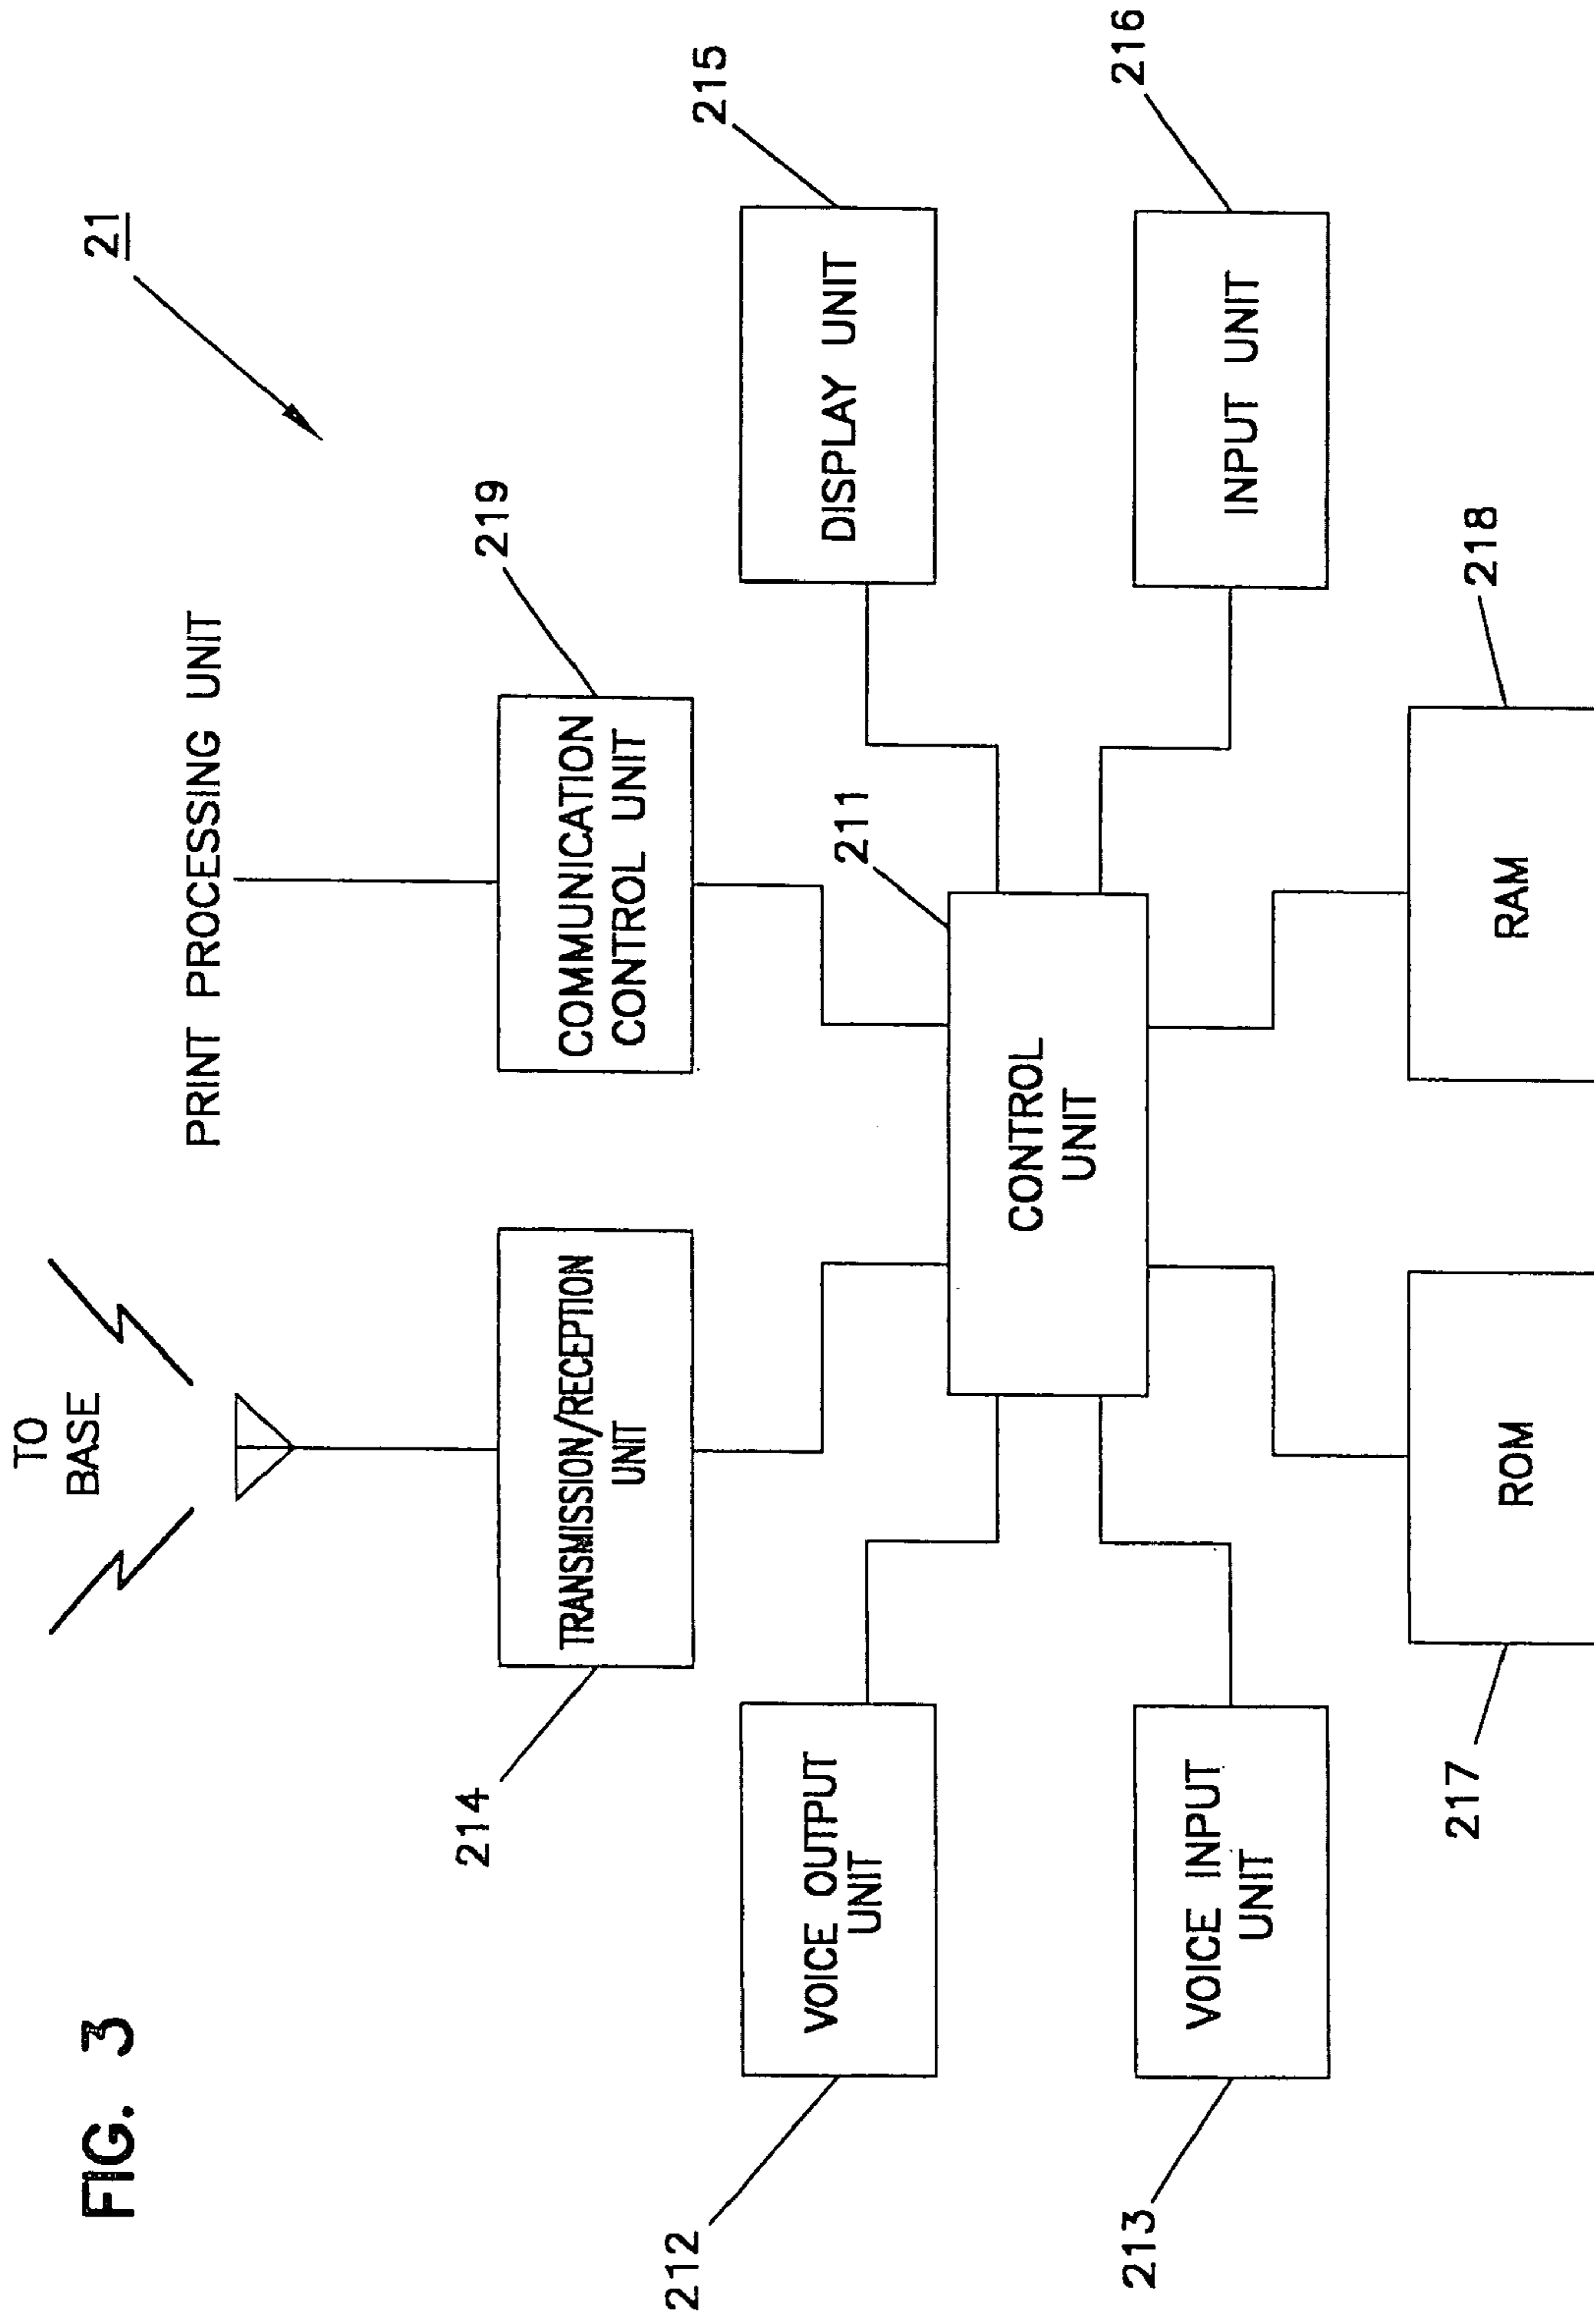 FIG. 3
21
TO
BASE
PRINT PROCESSING UNIT
214
TRANSMISSION/RECEPTION
UNIT
219
COMMUNICATION
CONTROL UNIT
212
VOICE OUTPUT
UNIT
215
DISPLAY UNIT
211
CONTROL
UNIT
213
VOICE INPUT
UNIT
216
INPUT UNIT
217
ROM
218
RAM